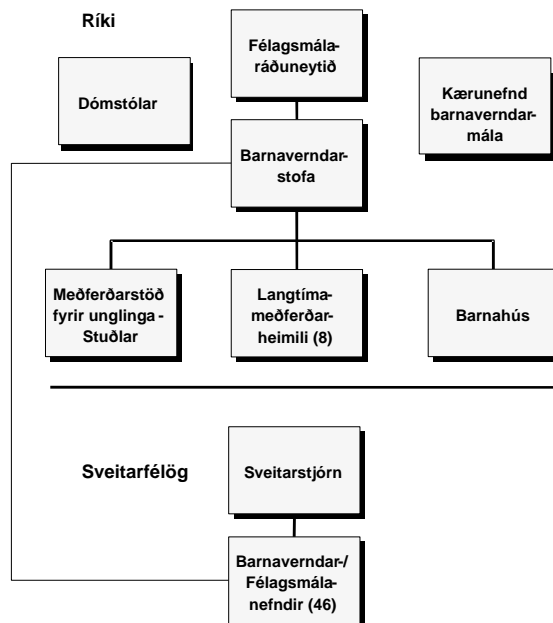 Ríki
Félagsmála-
ráðuneytið
Dómstólar
Kærunefnd
barnaverndar-
mála
Barnaverndar-
stofa
Meðferðarstöð
fyrir unglinga -
Stuðlar
Langtíma-
meðferðar-
heimili (8)
Barnahús
Sveitarfélög
Sveitarstjórn
Barnaverndar-/
Félagsmála-
nefndir (46)